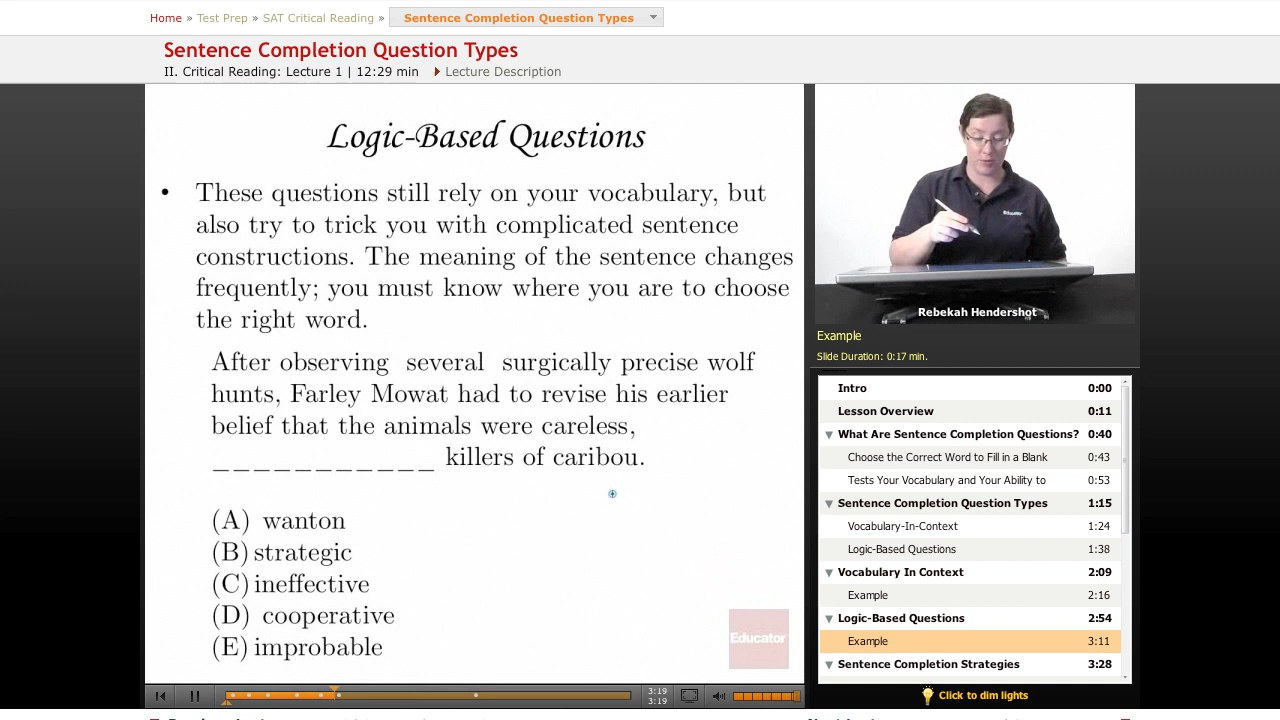 Home » Test Prep » SAT Critical Reading » Sentence Completion Question Types
Sentence Completion Question Types
II. Critical Reading: Lecture 1 | 12:29 min Lecture Description
Logic-Based Questions
• These questions still rely on your vocabulary, but
also try to trick you with complicated sentence
constructions. The meaning of the sentence changes
frequently; you must know where you are to choose
the right word.
After observing several surgically precise wolf
hunts, Farley Mowat had to revise his earlier
belief that the animals were careless,
___________ killers of caribou.
(A) wanton
(B) strategic
(C) ineffective
(D) cooperative
(E) improbable
Educator
3:19
3:19
Educator
Rebekah Hendershot
Example
Slide Duration: 0:17 min.
Intro 0:00
Lesson Overview 0:11
What Are Sentence Completion Questions? 0:40
Choose the Correct Word to Fill in a Blank 0:43
Tests Your Vocabulary and Your Ability to 0:53
Sentence Completion Question Types 1:15
Vocabulary-In-Context 1:24
Logic-Based Questions 1:38
Vocabulary In Context 2:09
Example 2:16
Logic-Based Questions 2:54
Example 3:11
Sentence Completion Strategies 3:28
Click to dim lights